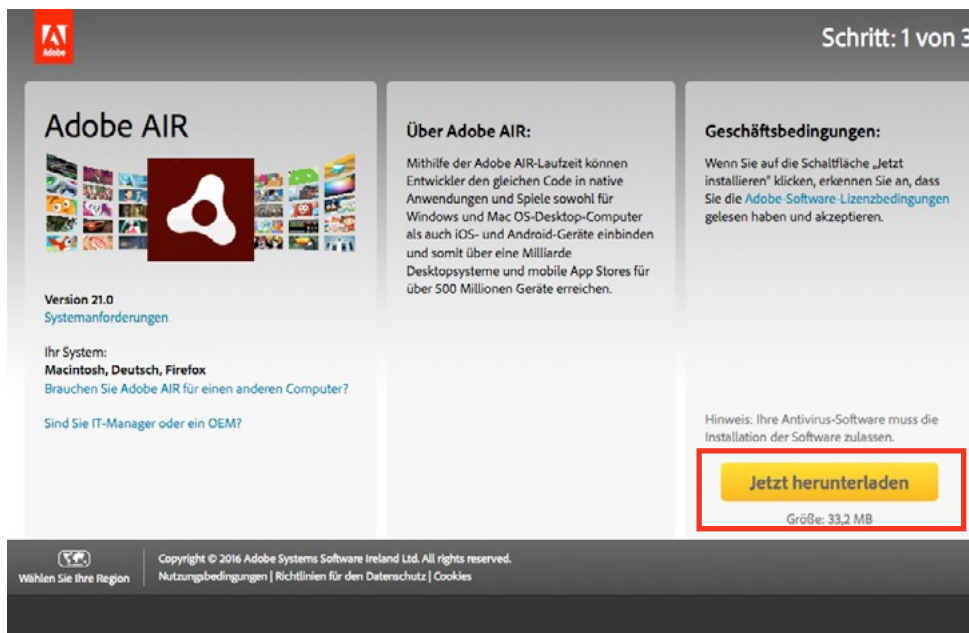 Adobe
Schritt: 1 von 3
Adobe AIR
Version 21.0
Systemanforderungen
Ihr System:
Macintosh, Deutsch, Firefox
Brauchen Sie Adobe AIR für einen anderen Computer?
Sind Sie IT-Manager oder ein OEM?
Über Adobe AIR:
Mithilfe der Adobe AIR-Laufzeit können
Entwickler den gleichen Code in native
Anwendungen und Spiele sowohl für
Windows und Mac OS-Desktop-Computer
als auch iOS- und Android-Geräte einbinden
und somit über eine Milliarde
Desktopsysteme und mobile App Stores für
über 500 Millionen Geräte erreichen.
Geschäftsbedingungen:
Wenn Sie auf die Schaltfläche „Jetzt
installieren" klicken, erkennen Sie an, dass
Sie die Adobe-Software-Lizenzbedingungen
gelesen haben und akzeptieren.
Hinweis: Ihre Antivirus-Software muss die
Installation der Software zulassen.
Jetzt herunterladen
Größe: 33,2 MB
Wählen Sie Ihre Region
Copyright © 2016 Adobe Systems Software Ireland Ltd. All rights reserved.
Nutzungsbedingungen | Richtlinien für den Datenschutz | Cookies